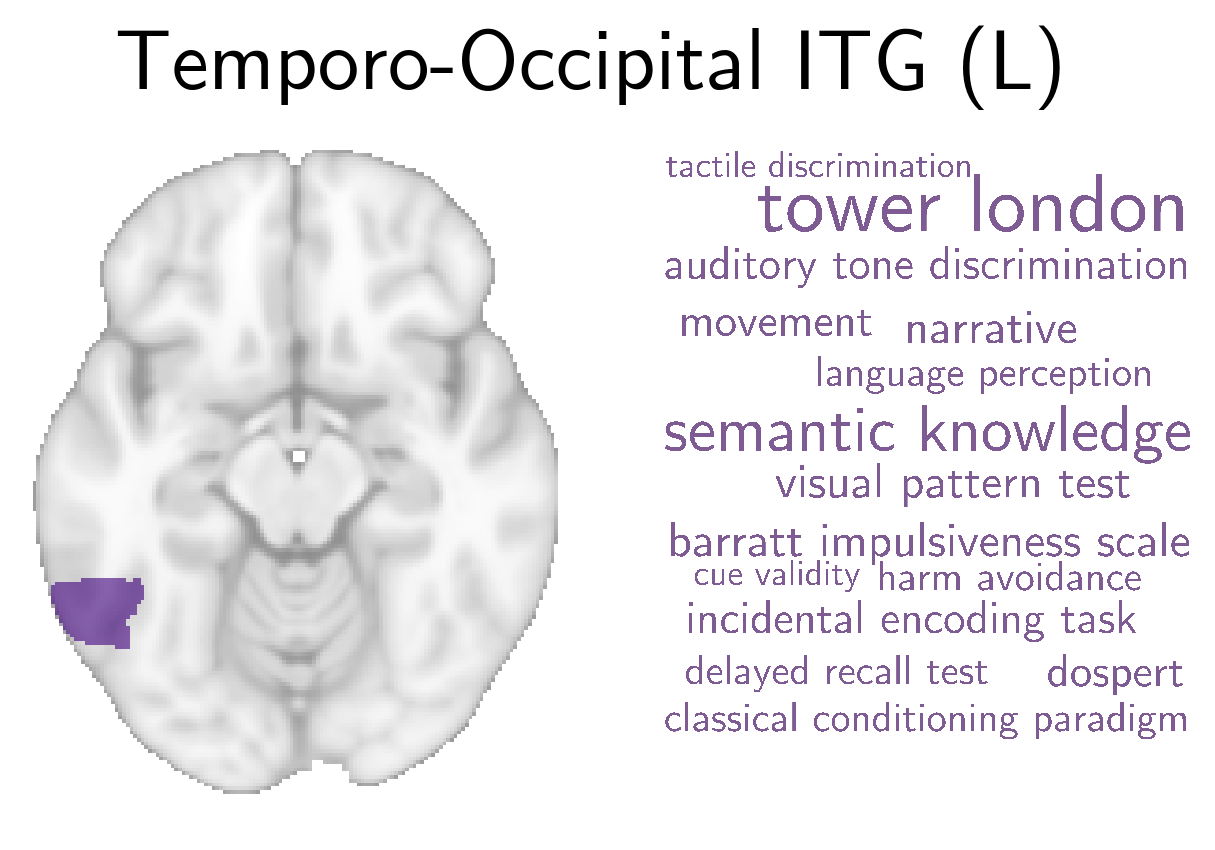 Temporo-Occipital ITG (L)
tactile discrimination
tower london
auditory tone discrimination
movement narrative
language perception
semantic knowledge
visual pattern test
barratt impulsiveness scale
cue validity harm avoidance
incidental encoding task
delayed recall test dospert
classical conditioning paradigm